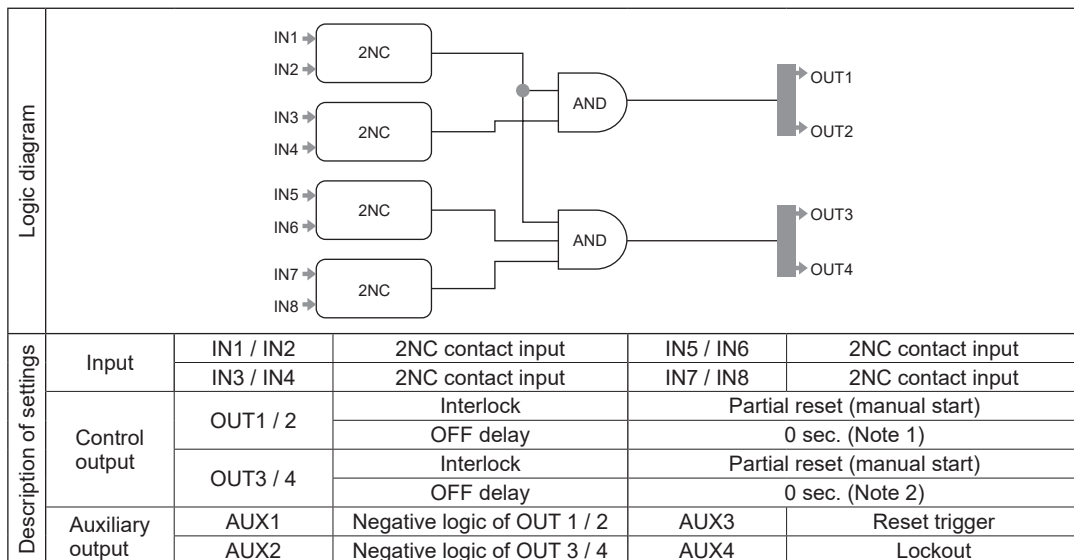 Logic diagram
IN1
IN2
2NC
IN3
IN4
2NC
IN5
IN6
2NC
IN7
IN8
2NC
AND
AND
OUT1
OUT2
OUT3
OUT4
Description of settings
Input
IN1 / IN2 2NC contact input IN5 / IN6 2NC contact input
IN3 / IN4 2NC contact input IN7 / IN8 2NC contact input
Control output
OUT1 / 2 Interlock Partial reset (manual start)
OFF delay 0 sec. (Note 1)
OUT3 / 4 Interlock Partial reset (manual start)
OFF delay 0 sec. (Note 2)
Auxiliary output
AUX1 Negative logic of OUT 1 / 2 AUX3 Reset trigger
AUX2 Negative logic of OUT 3 / 4 AUX4 Lockout